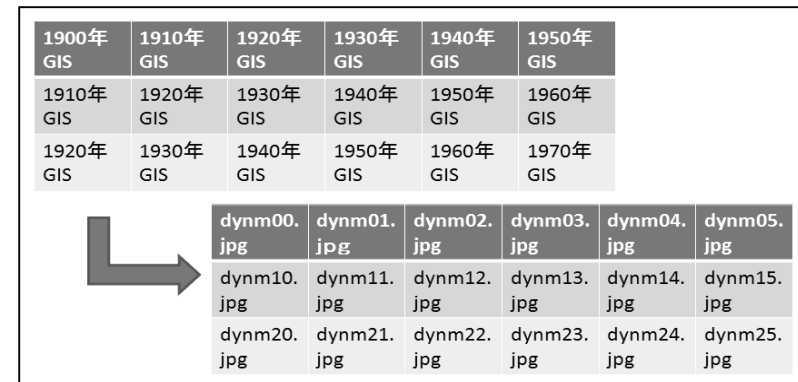 1900年 1910年 1920年 1930年 1940年 1950年
GIS GIS GIS GIS GIS GIS
1910年 1920年 1930年 1940年 1950年 1960年
GIS GIS GIS GIS GIS GIS
1920年 1930年 1940年 1950年 1960年 1970年
GIS GIS GIS GIS GIS GIS
dynm00. dynm01. dynm02. dynm03. dynm04. dynm05.
jpg jpg jpg jpg jpg jpg
dynm10. dynm11. dynm12. dynm13. dynm14. dynm15.
jpg jpg jpg jpg jpg jpg
dynm20. dynm21. dynm22. dynm23. dynm24. dynm25.
jpg jpg jpg jpg jpg jpg